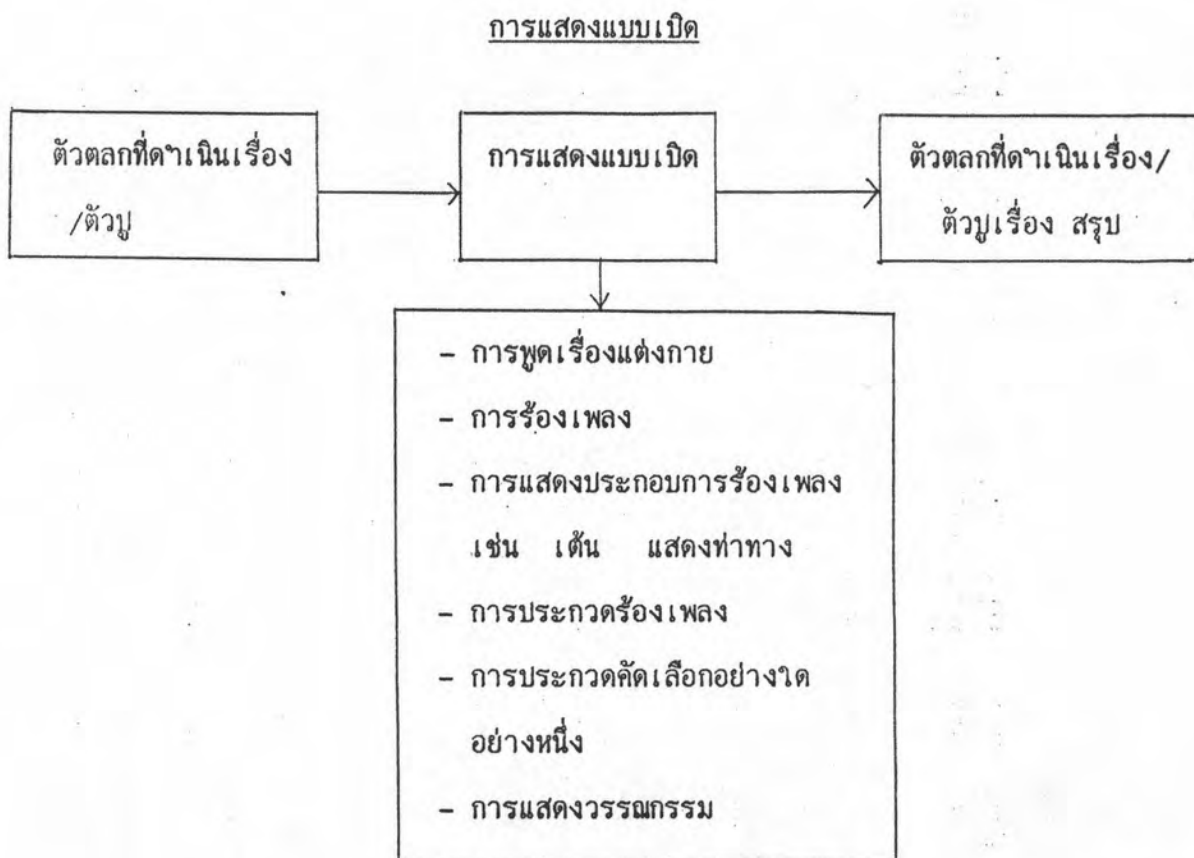 การแสดงแบบเปิด
ตัวตลกที่ดำเนินเรื่อง
/ตัวปู
การแสดงแบบเปิด
ตัวตลกที่ดำเนินเรื่อง/
ตัวปูเรื่อง สรุป
- การพูดเรื่องแต่งกาย
- การร้องเพลง
- การแสดงประกอบการร้องเพลง
เช่น เต้น แสดงท่าทาง
- การประกวดร้องเพลง
- การประกวดคัดเลือกอย่างใด
อย่างหนึ่ง
- การแสดงวรรณกรรม